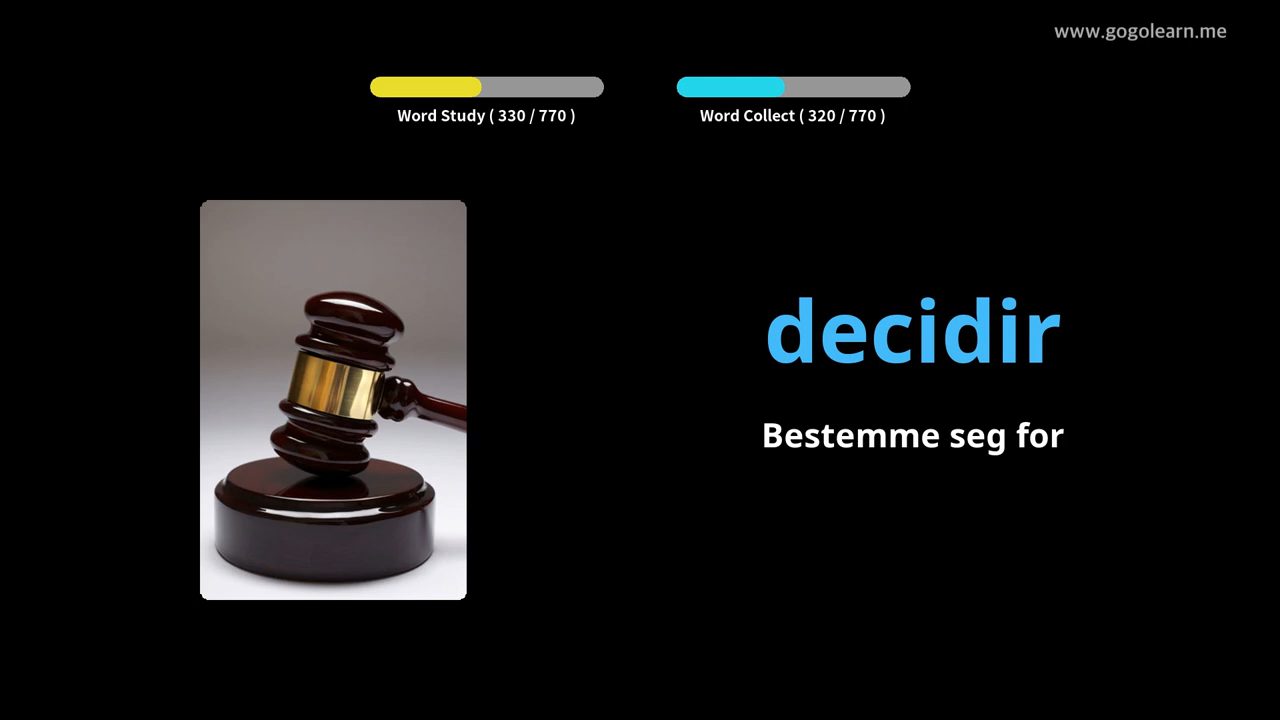 www.gogolearn.me
Word Study ( 330 / 770 )
Word Collect ( 320 / 770 )
decidir
Bestemme seg for